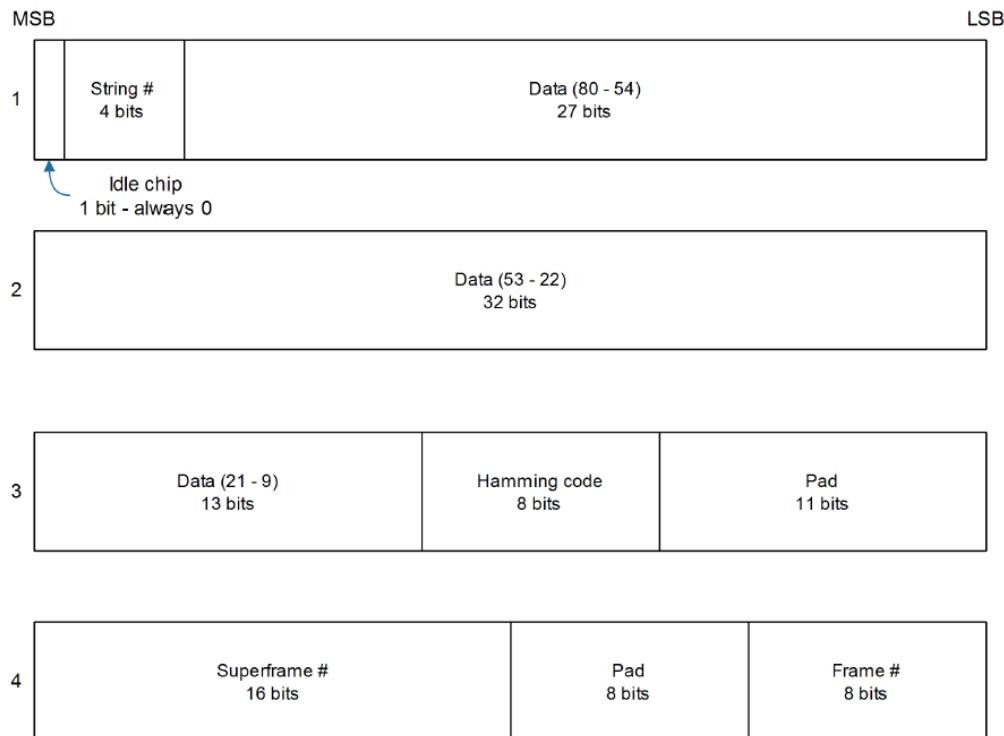 MSB
LSB
1
String #
4 bits
Data (80 - 54)
27 bits
Idle chip
1 bit - always 0
2
Data (53 - 22)
32 bits
3
Data (21 - 9)
13 bits
Hamming code
8 bits
Pad
11 bits
4
Superframe #
16 bits
Pad
8 bits
Frame #
8 bits